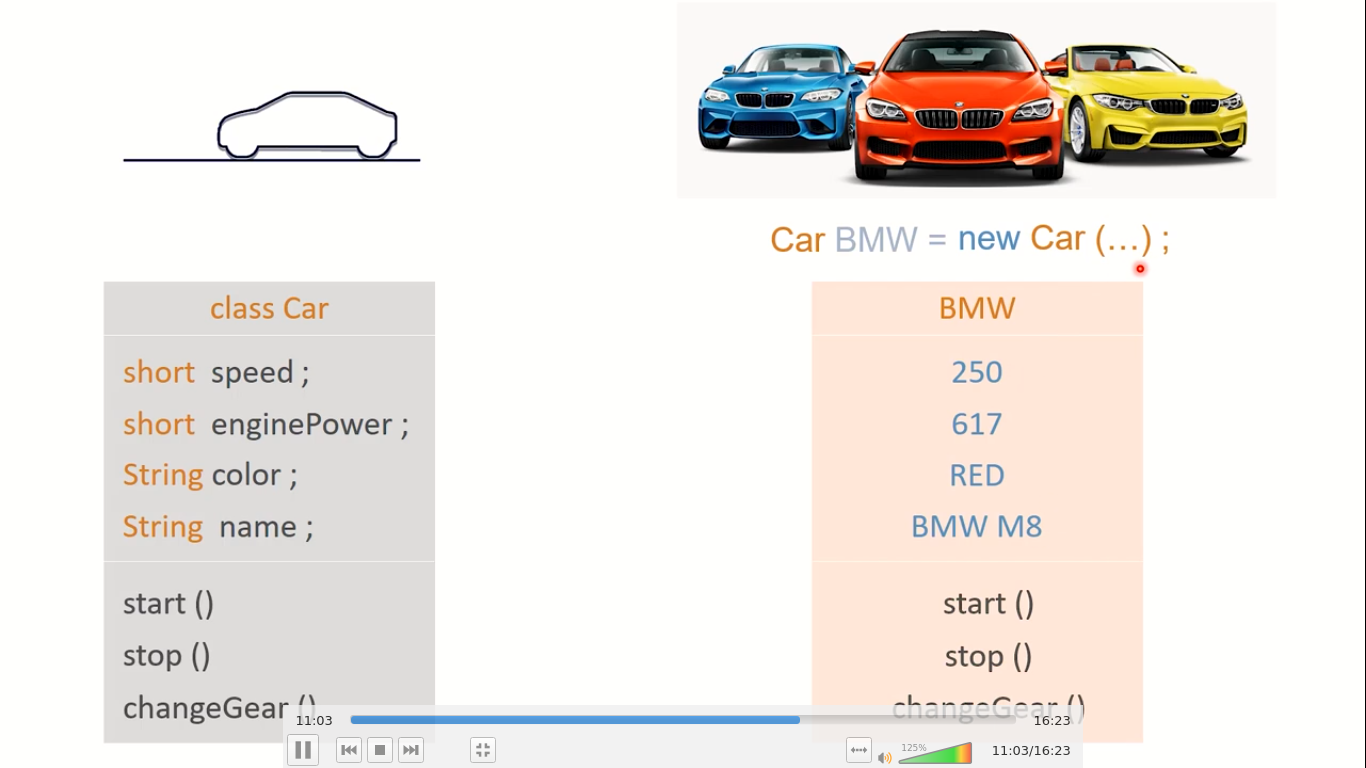 Car BMW = new Car (...) ;
class Car
short speed ;
short enginePower ;
String color ;
String name ;
start ()
stop ()
changeGear ()
BMW
250
617
RED
BMW M8
start ()
stop ()
changeGear ()
11:03
16:23
125%
11:03/16:23